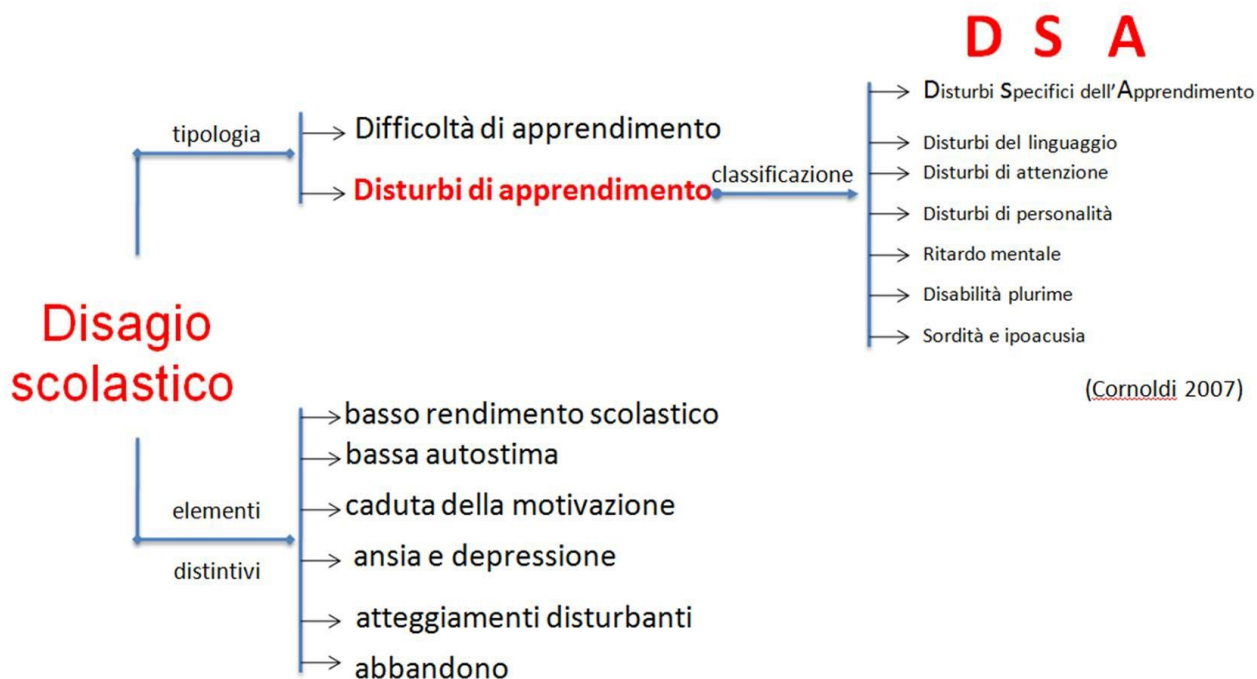 D S A
Disturbi Specifici dell'Apprendimento
tipologia
Difficoltà di apprendimento
Disturbi del linguaggio
classificazione
Disturbi di attenzione
Disturbi di apprendimento
Disturbi di personalità
Ritardo mentale
Disabilità plurime
Sordità e ipoacusia
Disagio
scolastico
(Cornoldi 2007)
basso rendimento scolastico
bassa autostima
caduta della motivazione
elementi
distintivi
ansia e depressione
atteggiamenti disturbanti
abbandono